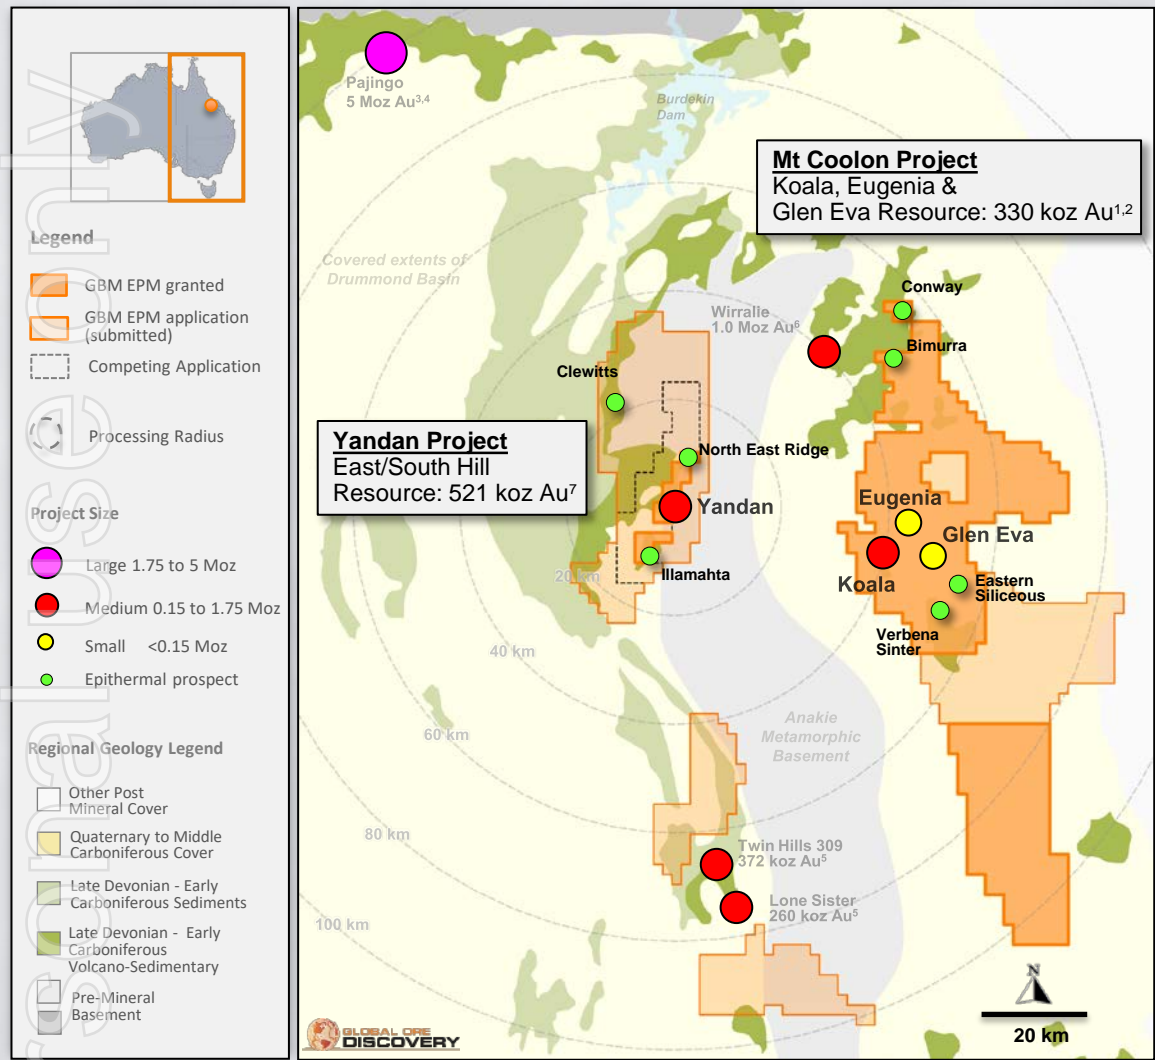 Legend
GBM EPM granted
GBM EPM application
(submitted)
Competing Application
Processing Radius
Project Size
Large 1.75 to 5 Moz
Medium 0.15 to 1.75 Moz
Small <0.15 Moz
Epithermal prospect
Regional Geology Legend
Other Post
Mineral Cover
Quaternary to Middle
Carboniferous Cover
Late Devonian - Early
Carboniferous Sediments
Late Devonian - Early
Carboniferous
Volcano-Sedimentary
Pre-Mineral
Basement
Pajingo
5 Moz Au3,4
Burdekin
Dam
Mt Coolon Project
Koala, Eugenia &
Glen Eva Resource: 330 koz Au1,2
Covered extents of
Drummond Basin
Conway
Wirralle
1.0 Moz Au6
Bimurra
Clewitts
Yandan Project
East/South Hill
Resource: 521 koz Au7
North East Ridge
Yandan
Eugenia
Glen Eva
Koala
Illamahta
20 km
Eastern
Siliceous
Verbena
Sinter
40 km
60 km
Anakie
Metamorphic
Basement
80 km
Twin Hills 309
372 koz Au5
Lone Sister
260 koz Au5
100 km
N
20 km
GLOBAL ORE
DISCOVERY
sonal use only